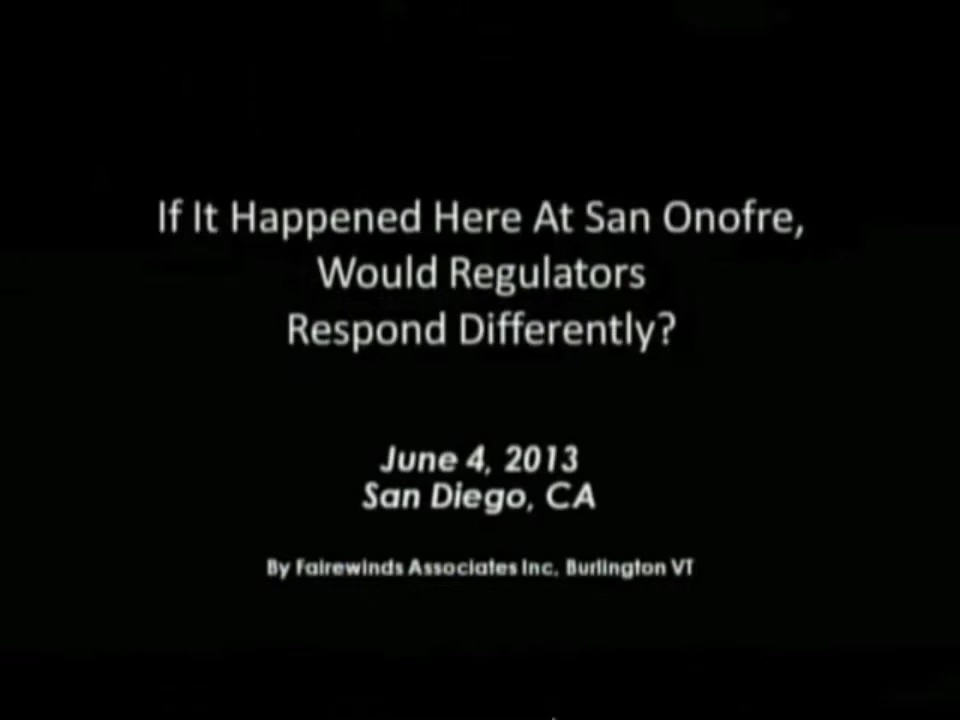 If It Happened Here At San Onofre,
Would Regulators
Respond Differently?
June 4, 2013
San Diego, CA
By Fairewinds Associates Inc, Burlington VT